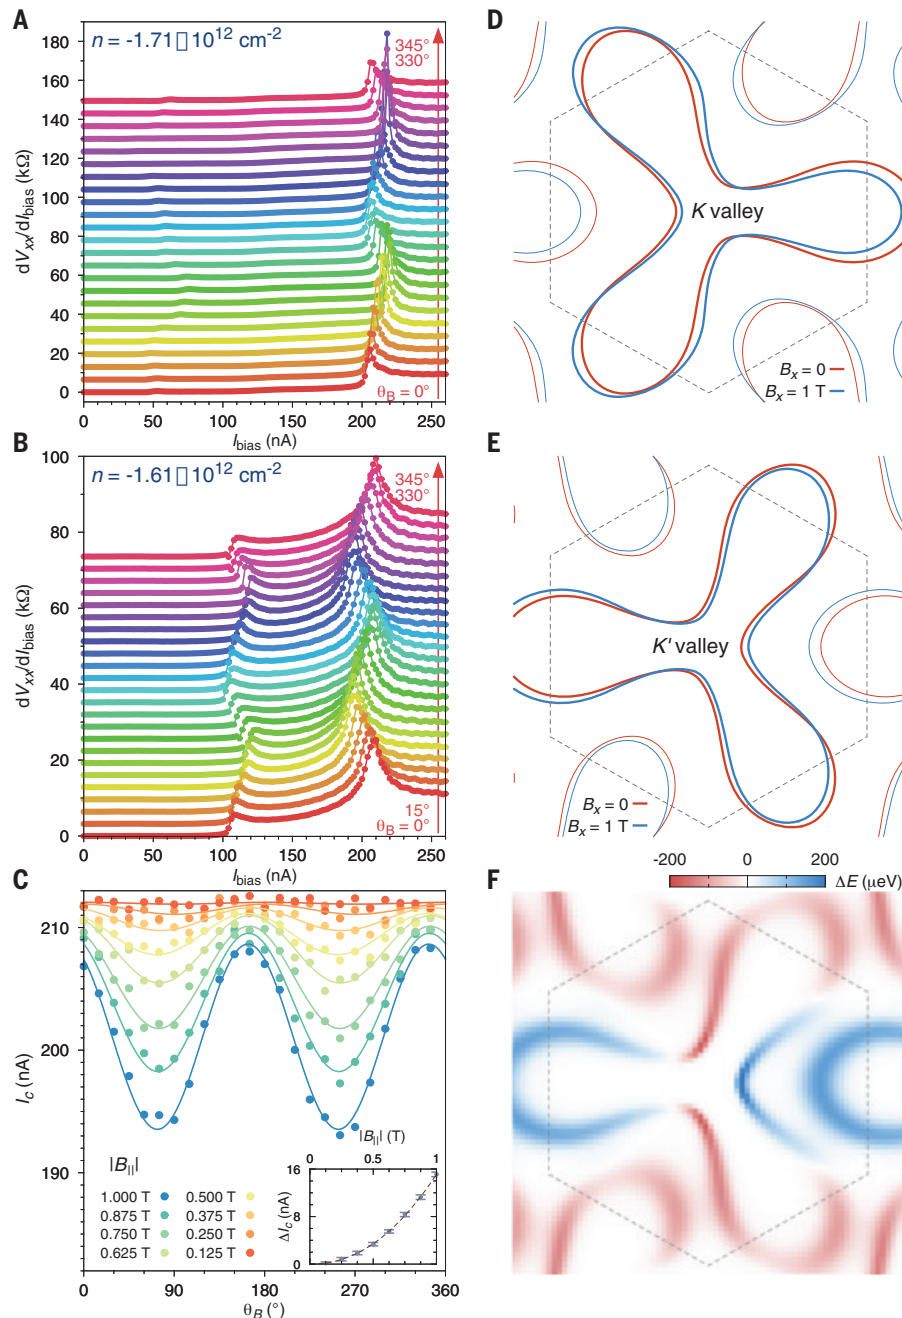 A
n = -1.71 □ 10¹² cm⁻²
345°
330°
θB = 0°
180
160
140
120
100
80
60
40
20
0
dVxx/dIbias (kΩ)
0 50 100 150 200 250
Ibias (nA)
B
n = -1.61 □ 10¹² cm⁻²
345°
330°
15°
θB = 0°
100
80
60
40
20
0
dVxx/dIbias (kΩ)
0 50 100 150 200 250
Ibias (nA)
C
210
200
190
Ic (nA)
|B||| (T)
0 0.5 1
16
8
0
ΔIc (nA)
|B|||
1.000 T 0.500 T
0.875 T 0.375 T
0.750 T 0.250 T
0.625 T 0.125 T
0 90 180 270 360
θB (°)
D
K valley
Bx = 0
Bx = 1 T
E
K' valley
Bx = 0
Bx = 1 T
F
-200 0 200
ΔE (μeV)